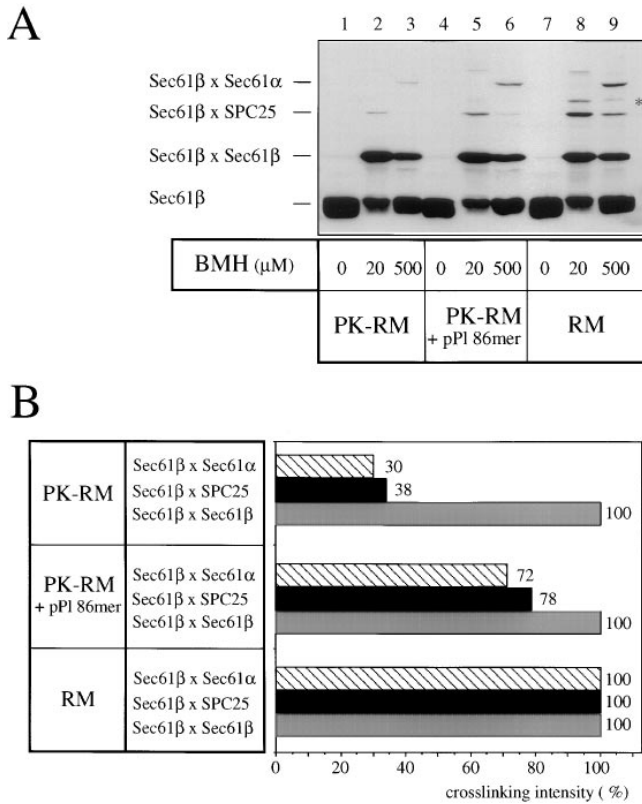 A
1 2 3 4 5 6 7 8 9
Sec61β x Sec61α
*
Sec61β x SPC25
Sec61β x Sec61β
Sec61β
BMH (µM) 0 20 500 0 20 500 0 20 500
PK-RM PK-RM RM
+ pPl 86mer
B
Sec61β x Sec61α 30
PK-RM Sec61β x SPC25 38
Sec61β x Sec61β 100
Sec61β x Sec61α 72
PK-RM Sec61β x SPC25 78
+ pPl 86mer
Sec61β x Sec61β 100
Sec61β x Sec61α 100
RM Sec61β x SPC25 100
Sec61β x Sec61β 100
0 20 40 60 80 100
crosslinking intensity ( %)